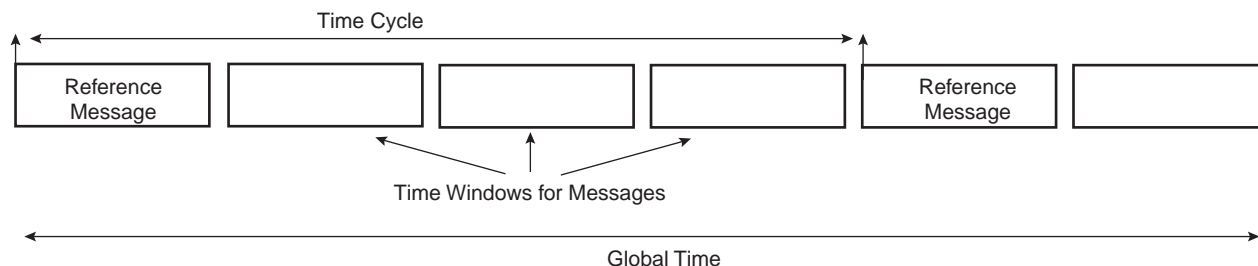 Time Cycle
Reference
Message
Reference
Message
Time Windows for Messages
Global Time